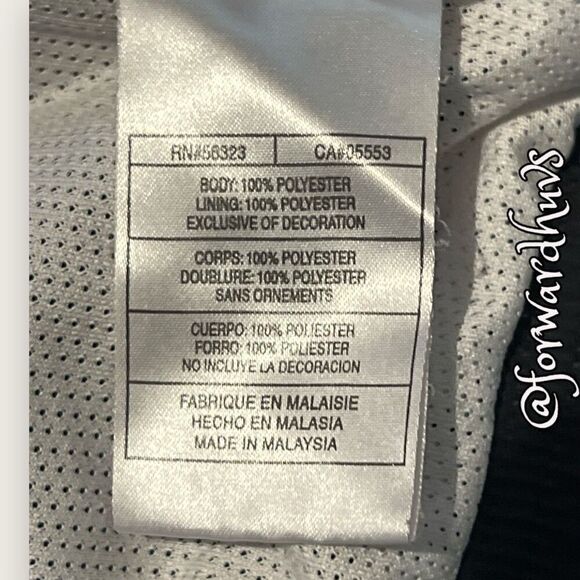 RN#56323 CA#05553
BODY: 100% POLYESTER
LINING: 100% POLYESTER
EXCLUSIVE OF DECORATION
CORPS: 100% POLYESTER
DOUBLURE: 100% POLYESTER
SANS ORNEMENTS
CUERPO: 100% POLIESTER
FORRO: 100% POLIESTER
NO INCLUYE LA DECORACION
FABRIQUE EN MALAISIE
HECHO EN MALASIA
MADE IN MALAYSIA
@forwardhuvs